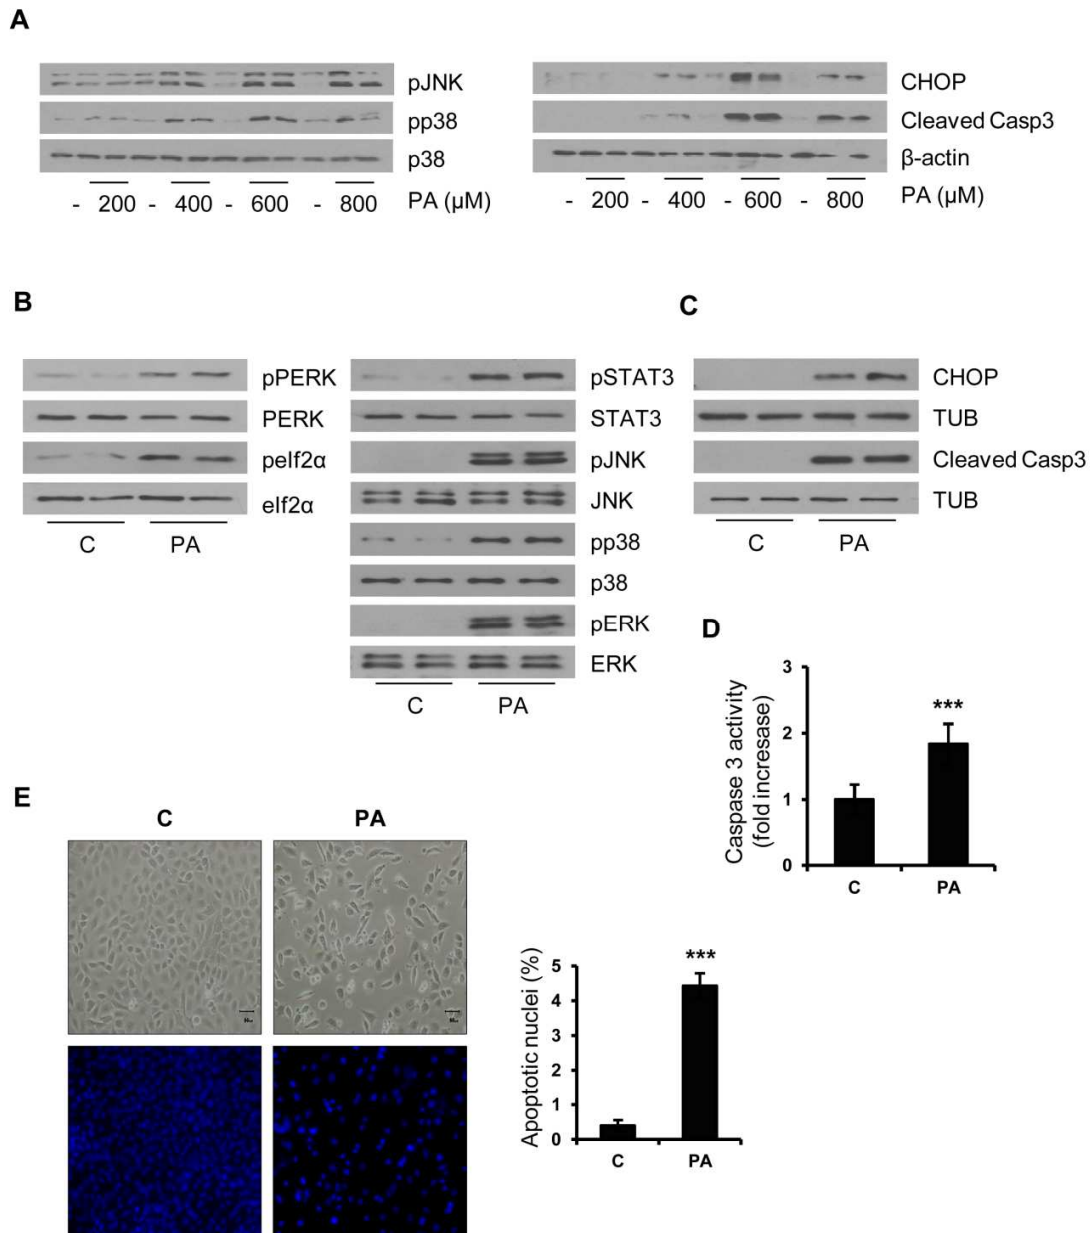 A
pJNK
pp38
p38
- 200 - 400 - 600 - 800 PA (µM)
CHOP
Cleaved Casp3
β-actin
- 200 - 400 - 600 - 800 PA (µM)
B
pPERK
PERK
peIf2α
eIf2α
C PA
pSTAT3
STAT3
pJNK
JNK
pp38
p38
pERK
ERK
C PA
C
CHOP
TUB
Cleaved Casp3
TUB
C PA
D
Caspase 3 activity
(fold incresase)
3
2
1
0
***
C PA
E
C PA
Apoptotic nuclei (%)
5
4
3
2
1
0
***
C PA